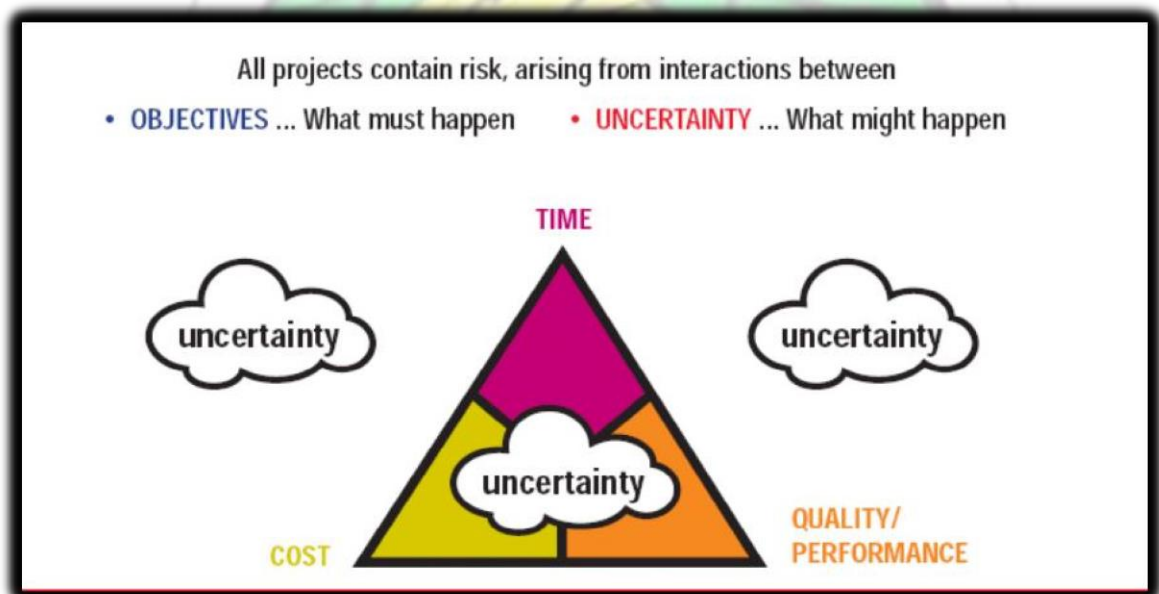 All projects contain risk, arising from interactions between
• OBJECTIVES ... What must happen • UNCERTAINTY ... What might happen
TIME
uncertainty
uncertainty
uncertainty
COST
QUALITY/
PERFORMANCE